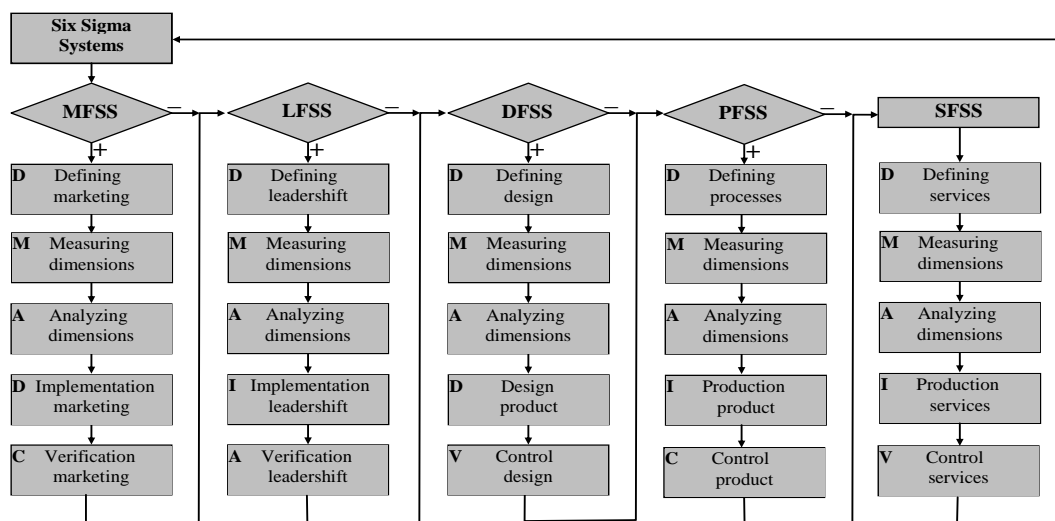 Six Sigma
Systems
MFSS
–
+
D Defining
marketing
M Measuring
dimensions
A Analyzing
dimensions
D Implementation
marketing
C Verification
marketing
LFSS
–
+
D Defining
leadershift
M Measuring
dimensions
A Analyzing
dimensions
I Implementation
leadershift
A Verification
leadershift
DFSS
–
+
D Defining
design
M Measuring
dimensions
A Analyzing
dimensions
D Design
product
V Control
design
PFSS
–
+
D Defining
processes
M Measuring
dimensions
A Analyzing
dimensions
I Production
product
C Control
product
SFSS
D Defining
services
M Measuring
dimensions
A Analyzing
dimensions
I Production
services
V Control
services